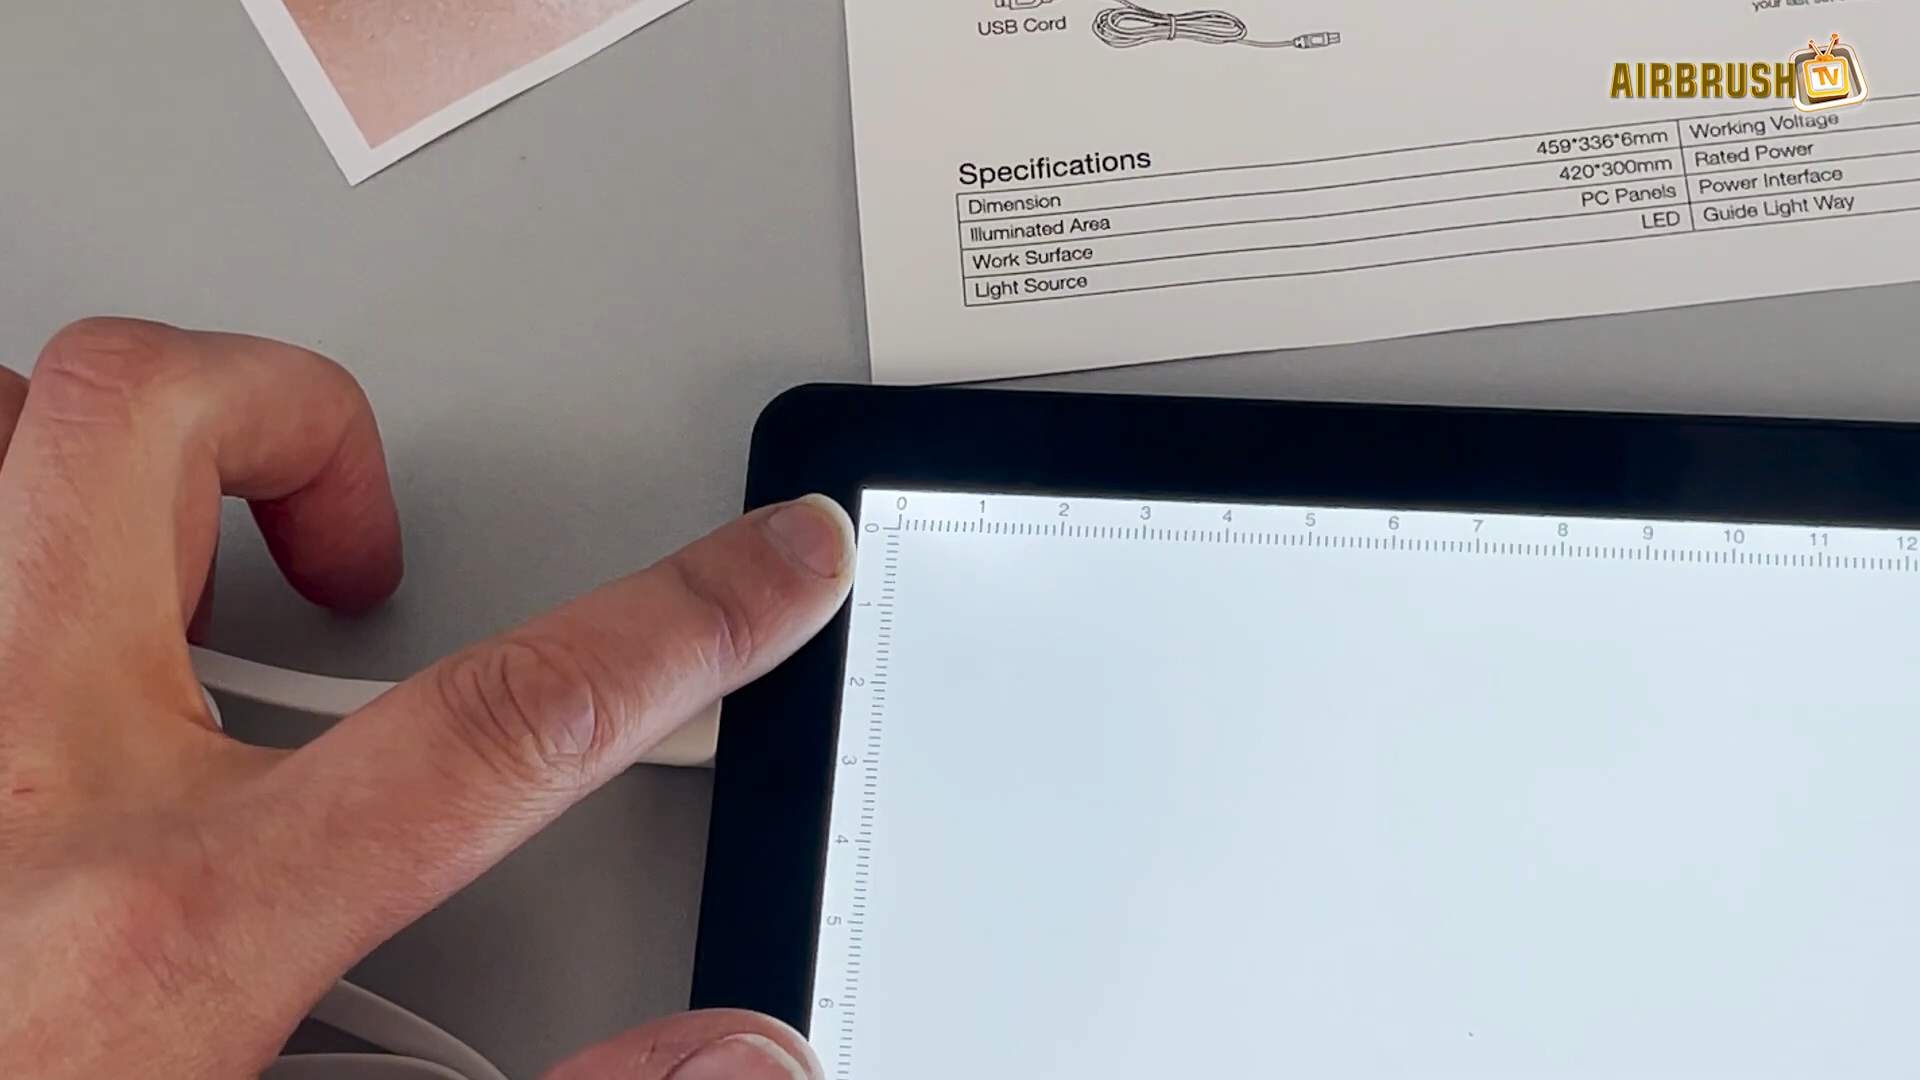 USB Cord
AIRBRUSH TV
Specifications
Dimension 459*336*6mm Working Voltage
Illuminated Area 420*300mm Rated Power
Work Surface PC Panels Power Interface
Light Source LED Guide Light Way
0 1 2 3 4 5 6 7 8 9 10 11 12
0
1
2
3
4
5
6